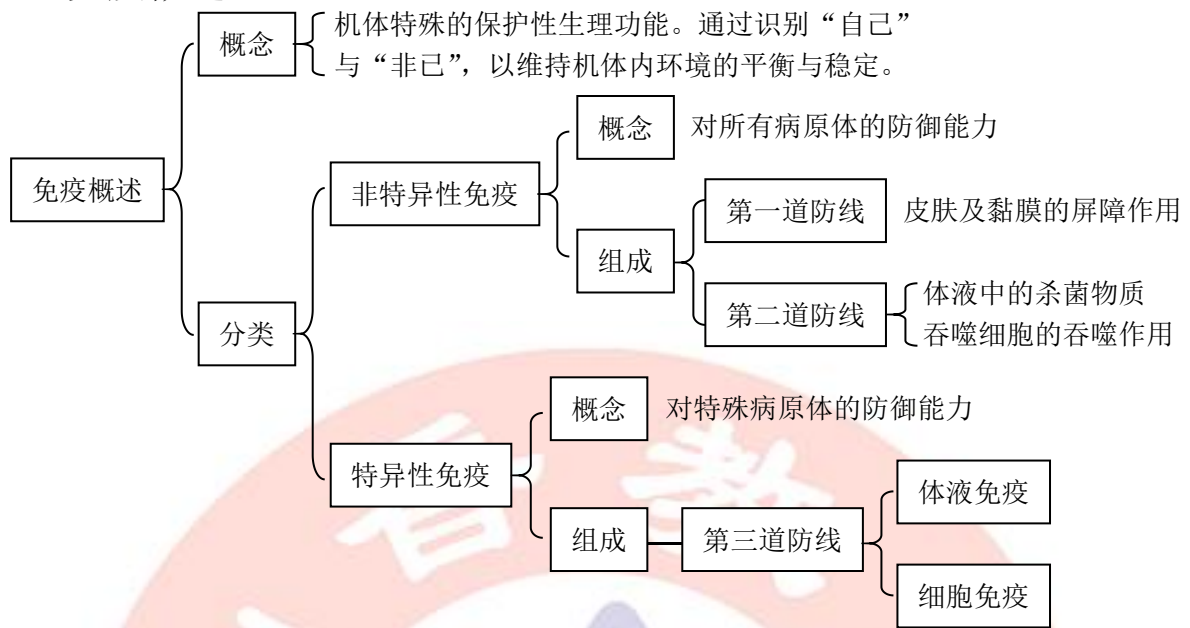 概念
机体特殊的保护性生理功能。通过识别“自己”
与“非已”，以维持机体内环境的平衡与稳定。
免疫概述
分类
非特异性免疫
概念
对所有病原体的防御能力
组成
第一道防线
皮肤及黏膜的屏障作用
第二道防线
体液中的杀菌物质
吞噬细胞的吞噬作用
特异性免疫
概念
对特殊病原体的防御能力
组成
第三道防线
体液免疫
细胞免疫